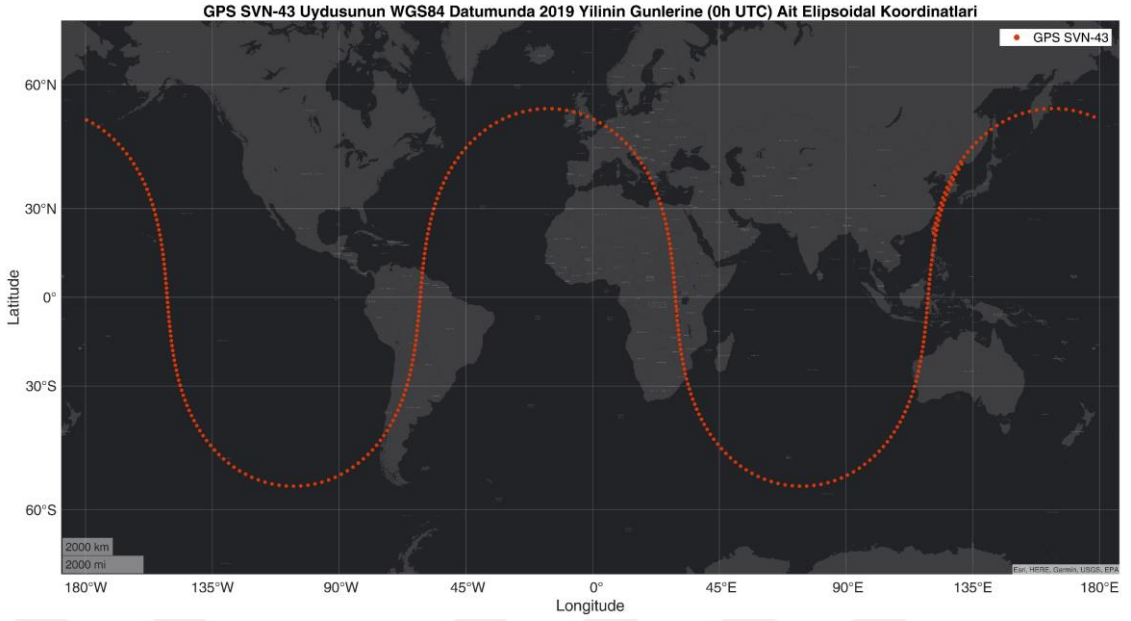 GPS SVN-43 Uydusunun WGS84 Datumunda 2019 Yilinin Gunlerine (0h UTC) Ait Elipsoidal Koordinatlari
GPS SVN-43
60°N
30°N
0°
30°S
60°S
Latitude
2000 km
2000 mi
Esri, HERE, Garmin, USGS, EPA
180°W 135°W 90°W 45°W 0° 45°E 90°E 135°E 180°E
Longitude